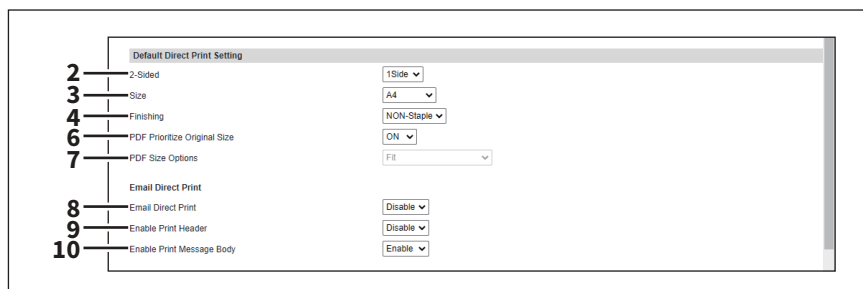 Default Direct Print Setting
2 2-Sided 1Side
3 Size A4
4 Finishing NON-Staple
6 PDF Prioritize Original Size ON
7 PDF Size Options Fit
Email Direct Print
8 Email Direct Print Disable
9 Enable Print Header Disable
10 Enable Print Message Body Enable